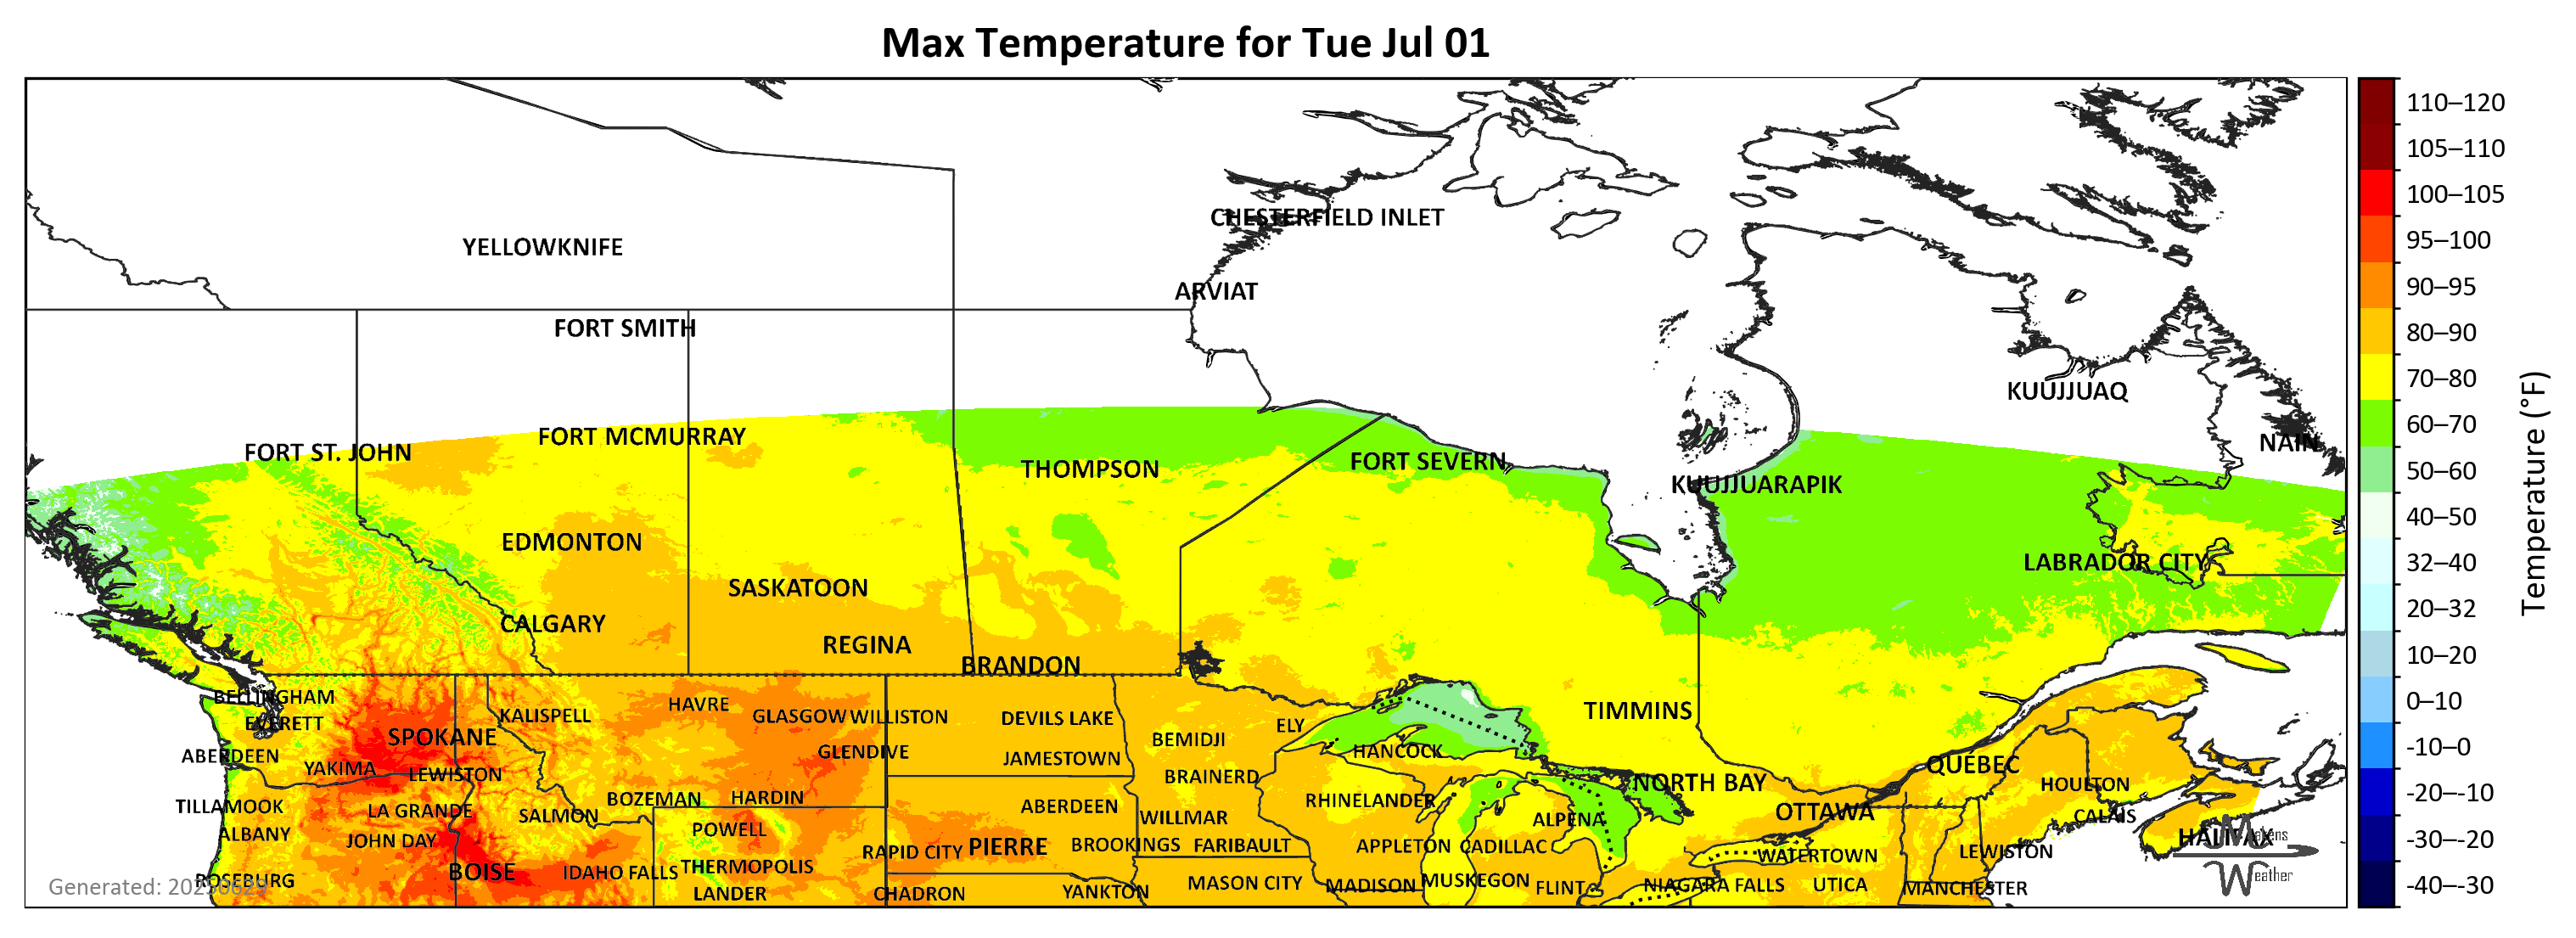 Max Temperature for Tue Jul 01
110–120
105–110
CHESTERFIELD INLET
100–105
YELLOWKNIFE
95–100
ARVIAT
90–95
FORT SMITH
80–90
KUUJJUAQ
70–80
FORT ST. JOHN
FORT MCMURRAY
NAIN
60–70
THOMPSON
FORT SEVERN
50–60
KUUJJUARAPIK
40–50
EDMONTON
LABRADOR CITY
32–40
SASKATOON
20–32
Temperature (°F)
CALGARY
REGINA
BRANDON
10–20
BELLINGHAM
HAVRE
0–10
EVERETT
KALISPELL
GLASGOW
WILLISTON
DEVILS LAKE
ELY
TIMMINS
SPOKANE
BEMIDJI
-10–0
ABERDEEN
GLENDIVE
JAMESTOWN
HANCOCK
YAKIMA
LEWISTON
BRAINERD
NORTH BAY
QUÉBEC
HOULTON
-20–-10
TILLAMOOK
LA GRANDE
SALMON
BOZEMAN
HARDIN
ABERDEEN
WILLMAR
RHINELANDER
ALPENA
OTTAWA
CALAIS
ALBANY
JOHN DAY
POWELL
RAPID CITY
PIERRE
BROOKINGS
FARIBAULT
APPLETON
CADILLAC
WATERTOWN
LEWISTON
HALIFAX
-30–-20
BOISE
IDAHO FALLS
THERMOPOLIS
Weather
ROSEBURG
Generated: 20250629
LANDER
CHADRON
YANKTON
MASON CITY
MADISON
MUSKEGON
FLINT
NIAGARA FALLS
UTICA
MANCHESTER
-40–-30